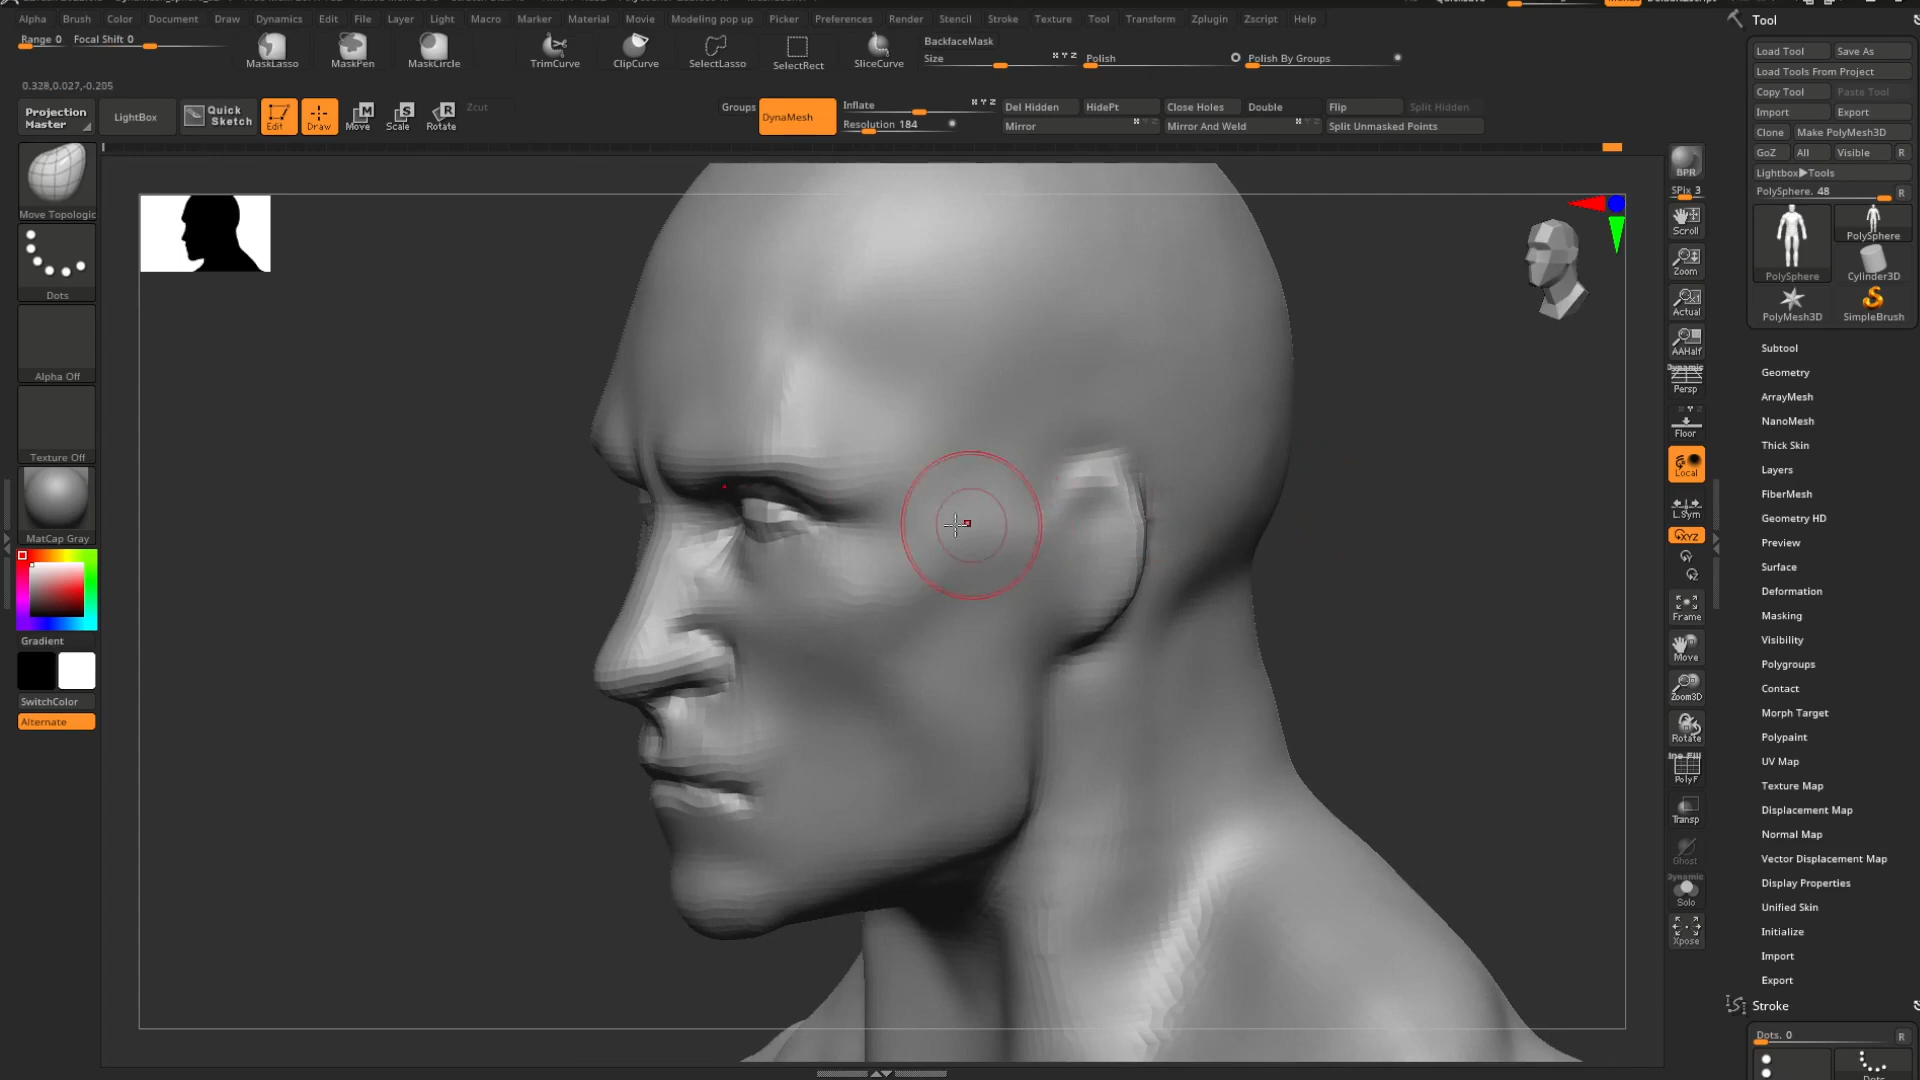 Alpha Brush Color Document Draw Dynamics Edit File Layer Light Macro Marker Material Movie Modeling pop up Picker Preferences Render Stencil Stroke Texture Tool Transform Zplugin Zscript Help
Range 0 Focal Shift 0
MaskLasso MaskPen MaskCircle TrimCurve ClipCurve SelectLasso SelectRect SliceCurve
BackfaceMask
Size X Y Z Polish Polish By Groups
0.328,0.027,-0.205
Projection Master
LightBox
Quick Sketch
Edit Draw Move Scale Rotate
Zcut
Groups
DynaMesh
Inflate X Y Z
Resolution 184
Del Hidden HidePt Close Holes Double Flip Split Hidden
Mirror Mirror And Weld Split Unmasked Points
Move Topologic
Dots
Alpha Off
Texture Off
MatCap Gray
Gradient
SwitchColor
Alternate
BPR
SPix 3
Scroll
Zoom
Actual
AAHalf
Dynamic
Persp
Floor
Local
L.Sym
XYZ
Y
Z
Frame
Move
Zoom3D
Rotate
PolyF
Transp
Ghost
Dynamic
Solo
Xpose
Tool
Load Tool Save As
Load Tools From Project
Copy Tool Paste Tool
Import Export
Clone Make PolyMesh3D
GoZ All Visible R
Lightbox▶Tools
PolySphere. 48 R
PolySphere
PolySphere Cylinder3D
PolyMesh3D SimpleBrush
Subtool
Geometry
ArrayMesh
NanoMesh
Thick Skin
Layers
FiberMesh
Geometry HD
Preview
Surface
Deformation
Masking
Visibility
Polygroups
Contact
Morph Target
Polypaint
UV Map
Texture Map
Displacement Map
Normal Map
Vector Displacement Map
Display Properties
Unified Skin
Initialize
Import
Export
Stroke
Dots. 0 R